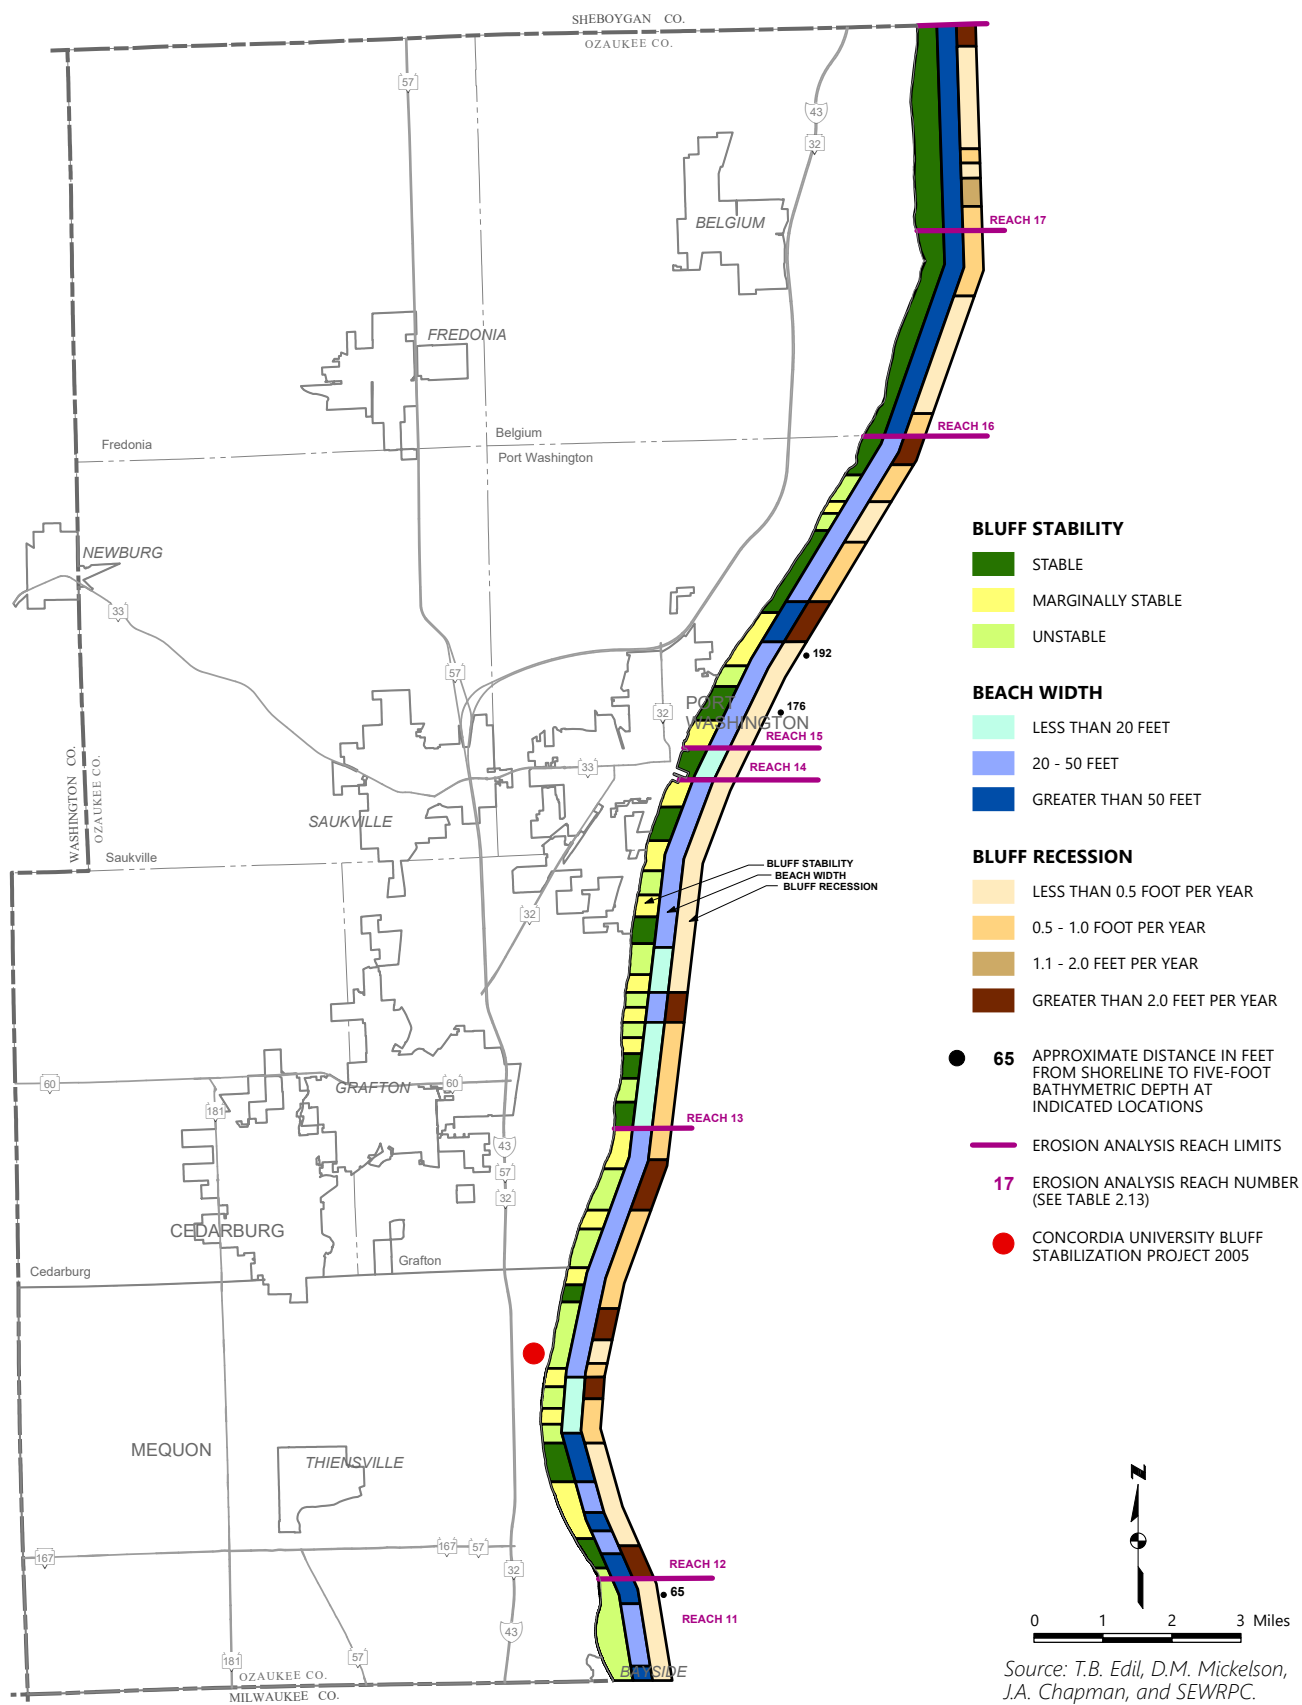 SHEBOYGAN CO.
OZAUKEE CO.
57
43
32
BELGIUM
REACH 17
FREDONIA
REACH 16
Fredonia
Belgium
Port Washington
NEWBURG
33
BLUFF STABILITY
STABLE
MARGINALLY STABLE
UNSTABLE
192
57
176
32
PORT
WASHINGTON
REACH 15
REACH 14
33
WASHINGTON CO.
OZAUKEE CO.
SAUKVILLE
Saukville
BEACH WIDTH
LESS THAN 20 FEET
20 - 50 FEET
GREATER THAN 50 FEET
BLUFF STABILITY
BEACH WIDTH
BLUFF RECESSION
32
BLUFF RECESSION
LESS THAN 0.5 FOOT PER YEAR
0.5 - 1.0 FOOT PER YEAR
1.1 - 2.0 FEET PER YEAR
GREATER THAN 2.0 FEET PER YEAR
60
GRAFTON
60
181
REACH 13
43
57
32
65 APPROXIMATE DISTANCE IN FEET
FROM SHORELINE TO FIVE-FOOT
BATHYMETRIC DEPTH AT
INDICATED LOCATIONS
EROSION ANALYSIS REACH LIMITS
17 EROSION ANALYSIS REACH NUMBER
(SEE TABLE 2.13)
CONCORDIA UNIVERSITY BLUFF
STABILIZATION PROJECT 2005
CEDARBURG
Cedarburg
Grafton
MEQUON
THIENSVILLE
167
167
57
32
REACH 12
65
REACH 11
43
181
57
BAYSIDE
OZAUKEE CO.
MILWAUKEE CO.
N
0 1 2 3 Miles
Source: T.B. Edil, D.M. Mickelson,
J.A. Chapman, and SEWRPC.